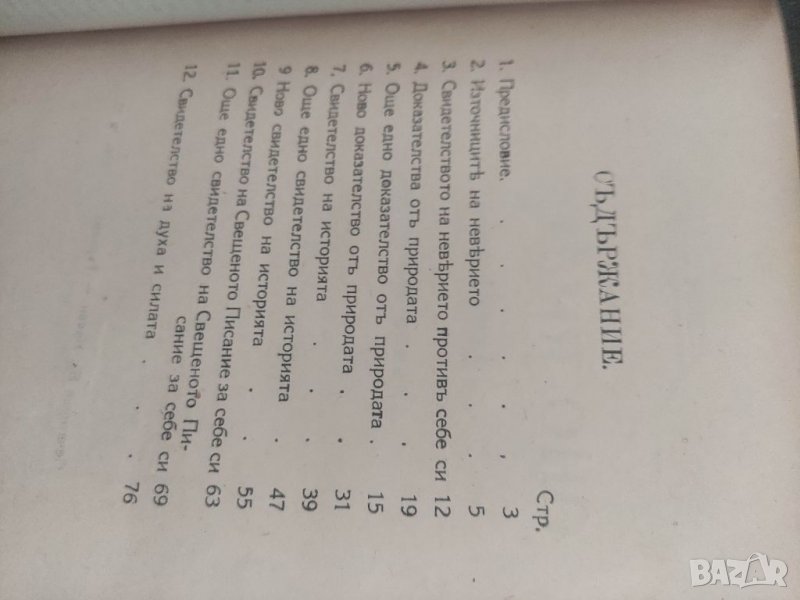 СЪДЪРЖАНИЕ.
Стр.
1. Предисловие. . . . . , 3
2. Източницитѣ на невѣрието . . . 5
3. Свидетелството на невѣрието противъ себе си 12
4. Доказателства отъ природата . . , 19
5. Още едно доказателство отъ природата . 15
6. Ново доказателство отъ природата . . 31
7, Свидетелство на историята . . . 39
8. Още едно свидетелство на историята . 47
9 Ново свидетелство на историята . . 55
10. Свидетелство на Свещеното Писание за себе си 63
11. Още едно свидетелство на Свещеното Пи-
сание за себе си 69
12. Свидетелство на духа и силата . . . 76
BAZAR